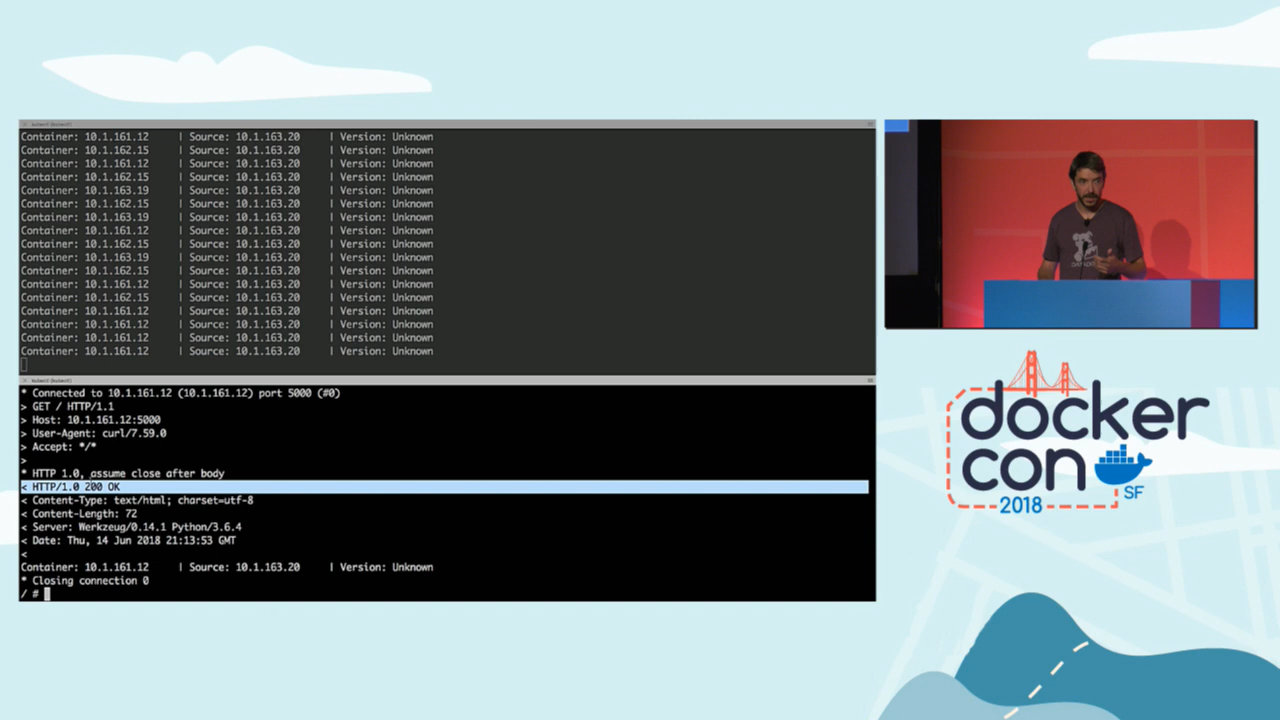 Container: 10.1.161.12 | Source: 10.1.163.20 | Version: Unknown
Container: 10.1.162.15 | Source: 10.1.163.20 | Version: Unknown
Container: 10.1.161.12 | Source: 10.1.163.20 | Version: Unknown
Container: 10.1.162.15 | Source: 10.1.163.20 | Version: Unknown
Container: 10.1.163.19 | Source: 10.1.163.20 | Version: Unknown
Container: 10.1.162.15 | Source: 10.1.163.20 | Version: Unknown
Container: 10.1.163.19 | Source: 10.1.163.20 | Version: Unknown
Container: 10.1.161.12 | Source: 10.1.163.20 | Version: Unknown
Container: 10.1.162.15 | Source: 10.1.163.20 | Version: Unknown
Container: 10.1.163.19 | Source: 10.1.163.20 | Version: Unknown
Container: 10.1.162.15 | Source: 10.1.163.20 | Version: Unknown
Container: 10.1.161.12 | Source: 10.1.163.20 | Version: Unknown
Container: 10.1.162.15 | Source: 10.1.163.20 | Version: Unknown
Container: 10.1.161.12 | Source: 10.1.163.20 | Version: Unknown
Container: 10.1.161.12 | Source: 10.1.163.20 | Version: Unknown
Container: 10.1.161.12 | Source: 10.1.163.20 | Version: Unknown
Container: 10.1.161.12 | Source: 10.1.163.20 | Version: Unknown
* Connected to 10.1.161.12 (10.1.161.12) port 5000 (#0)
> GET / HTTP/1.1
> Host: 10.1.161.12:5000
> User-Agent: curl/7.59.0
> Accept: */*
>
* HTTP 1.0, assume close after body
< HTTP/1.0 200 OK
< Content-Type: text/html; charset=utf-8
< Content-Length: 72
< Server: Werkzeug/0.14.1 Python/3.6.4
< Date: Thu, 14 Jun 2018 21:13:53 GMT
<
Container: 10.1.161.12 | Source: 10.1.163.20 | Version: Unknown
* Closing connection 0
/ #
docker
con
SF
2018